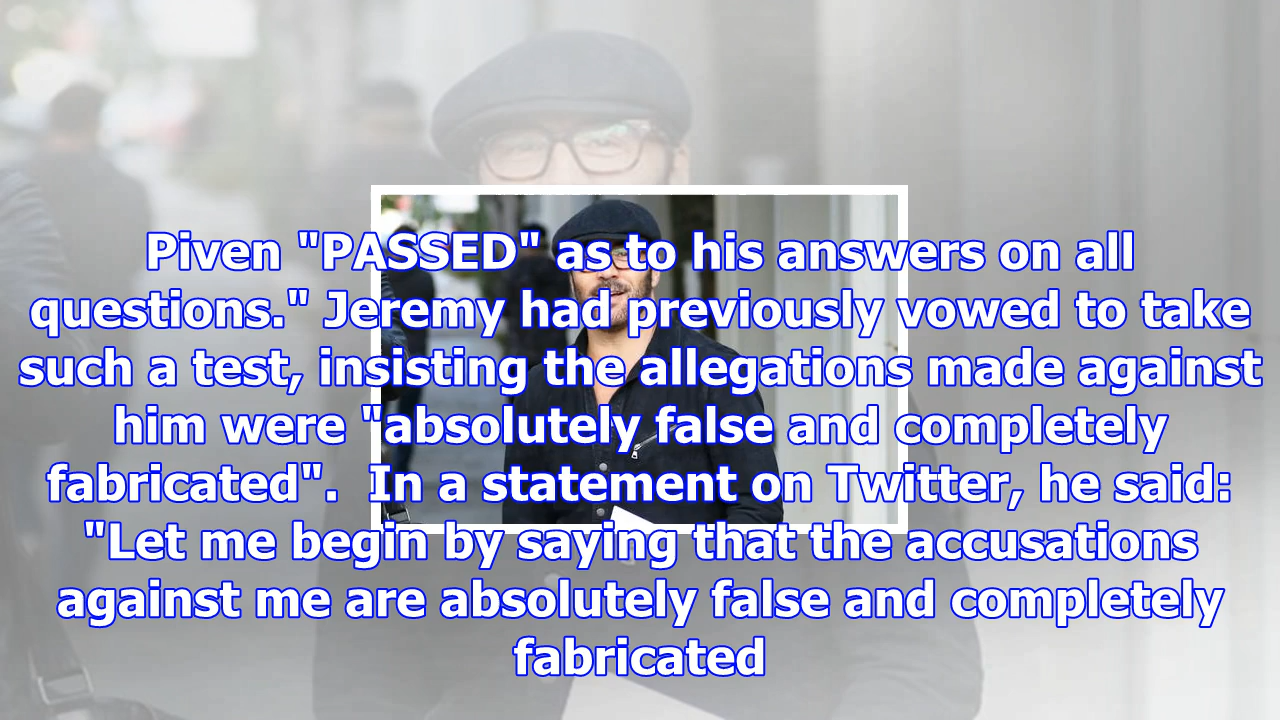 Piven "PASSED" as to his answers on all
questions." Jeremy had previously vowed to take
such a test, insisting the allegations made against
him were "absolutely false and completely
fabricated".  In a statement on Twitter, he said:
"Let me begin by saying that the accusations
against me are absolutely false and completely
fabricated